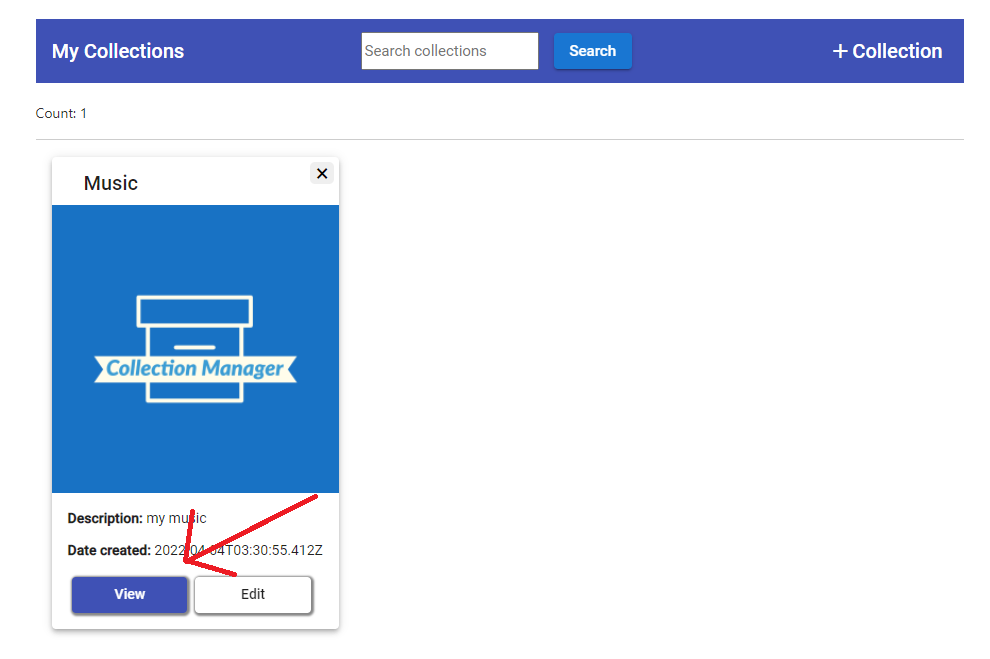 My Collections
Search collections
Search
+ Collection
Count: 1
Music
Collection Manager
Description: my music
Date created: 2022-04-04T03:30:55.412Z
View
Edit